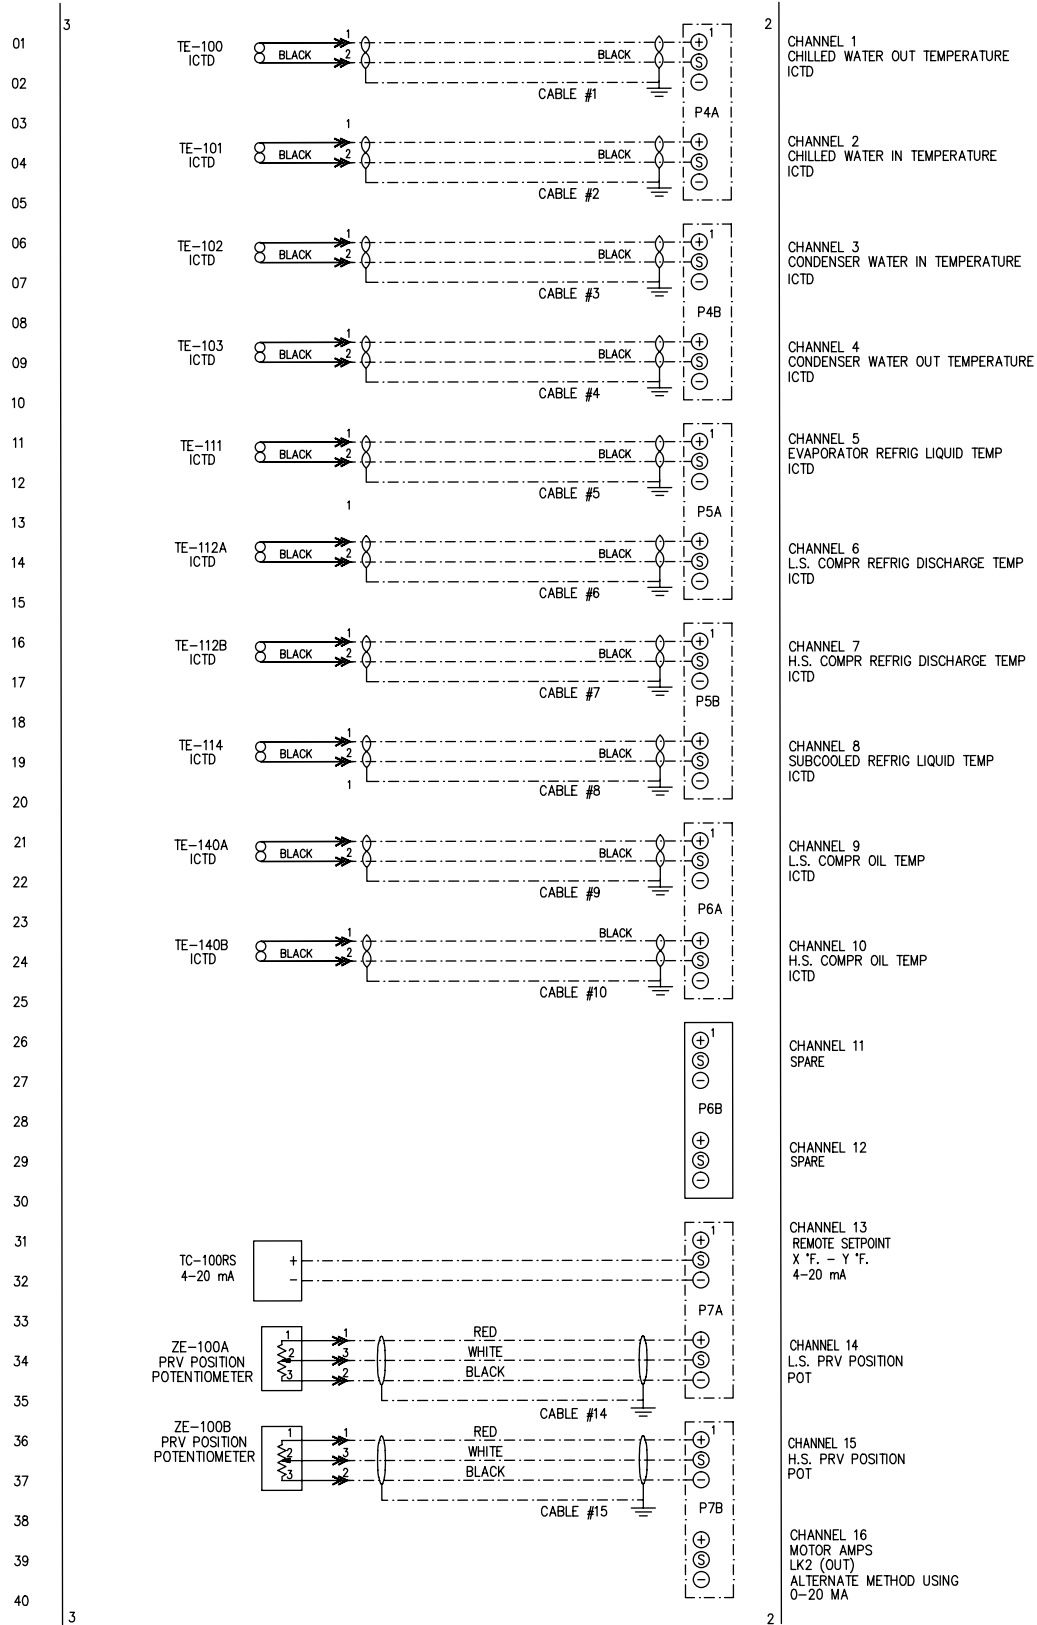 3
2
01
02
03
04
05
06
07
08
09
10
11
12
13
14
15
16
17
18
19
20
21
22
23
24
25
26
27
28
29
30
31
32
33
34
35
36
37
38
39
40
TE-100
ICTD
BLACK
1
2
BLACK
CABLE #1
+ 1
S
-
P4A
CHANNEL 1
CHILLED WATER OUT TEMPERATURE
ICTD
TE-101
ICTD
BLACK
1
2
BLACK
CABLE #2
+
S
-
CHANNEL 2
CHILLED WATER IN TEMPERATURE
ICTD
TE-102
ICTD
BLACK
1
2
BLACK
CABLE #3
+ 1
S
-
P4B
CHANNEL 3
CONDENSER WATER IN TEMPERATURE
ICTD
TE-103
ICTD
BLACK
1
2
BLACK
CABLE #4
+
S
-
CHANNEL 4
CONDENSER WATER OUT TEMPERATURE
ICTD
TE-111
ICTD
BLACK
1
2
BLACK
CABLE #5
+ 1
S
-
P5A
CHANNEL 5
EVAPORATOR REFRIG LIQUID TEMP
ICTD
TE-112A
ICTD
BLACK
1
2
BLACK
CABLE #6
+
S
-
CHANNEL 6
L.S. COMPR REFRIG DISCHARGE TEMP
ICTD
TE-112B
ICTD
BLACK
1
2
BLACK
CABLE #7
+ 1
S
-
P5B
CHANNEL 7
H.S. COMPR REFRIG DISCHARGE TEMP
ICTD
TE-114
ICTD
BLACK
1
2
BLACK
CABLE #8
+
S
-
CHANNEL 8
SUBCOOLED REFRIG LIQUID TEMP
ICTD
TE-140A
ICTD
BLACK
1
2
BLACK
CABLE #9
+ 1
S
-
P6A
CHANNEL 9
L.S. COMPR OIL TEMP
ICTD
TE-140B
ICTD
BLACK
1
2
BLACK
CABLE #10
+
S
-
CHANNEL 10
H.S. COMPR OIL TEMP
ICTD
+ 1
S
-
P6B
CHANNEL 11
SPARE
+
S
-
CHANNEL 12
SPARE
TC-100RS
4-20 mA
+
-
+ 1
S
-
P7A
CHANNEL 13
REMOTE SETPOINT
X °F. - Y °F.
4-20 mA
ZE-100A
PRV POSITION
POTENTIOMETER
1
2
3
1
3
2
RED
WHITE
BLACK
CABLE #14
+
S
-
CHANNEL 14
L.S. PRV POSITION
POT
ZE-100B
PRV POSITION
POTENTIOMETER
1
2
3
1
3
2
RED
WHITE
BLACK
CABLE #15
+ 1
S
-
P7B
CHANNEL 15
H.S. PRV POSITION
POT
+
S
-
CHANNEL 16
MOTOR AMPS
LK2 (OUT)
ALTERNATE METHOD USING
0-20 MA
3
2